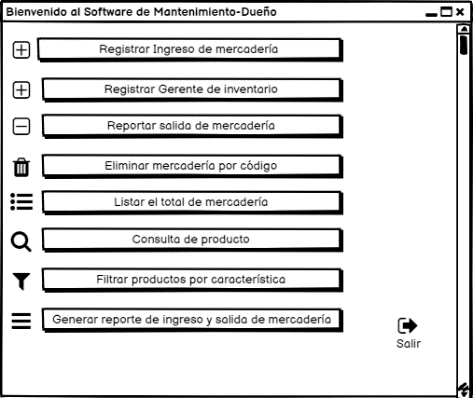 Bienvenido al Software de Mantenimiento-Dueño
Registrar Ingreso de mercadería
Registrar Gerente de inventario
Reportar salida de mercadería
Eliminar mercadería por código
Listar el total de mercadería
Consulta de producto
Filtrar productos por característica
Generar reporte de ingreso y salida de mercadería
Salir